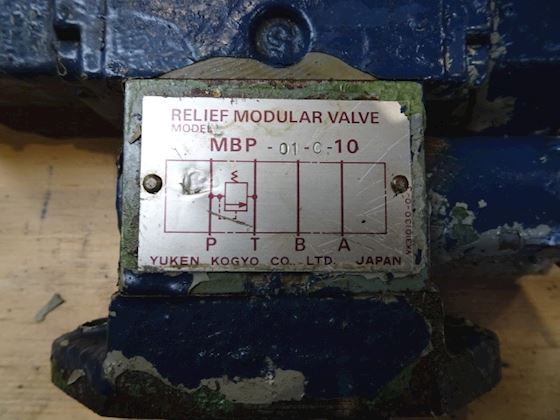 RELIEF MODULAR VALVE
MODEL
MBP - 01 - C - 10
P T B A
YUKEN KOGYO CO., LTD. JAPAN